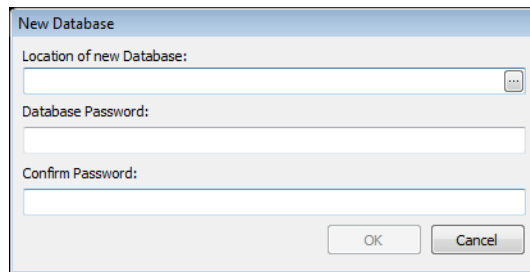 New Database
Location of new Database:
...
Database Password:
Confirm Password:
OK Cancel